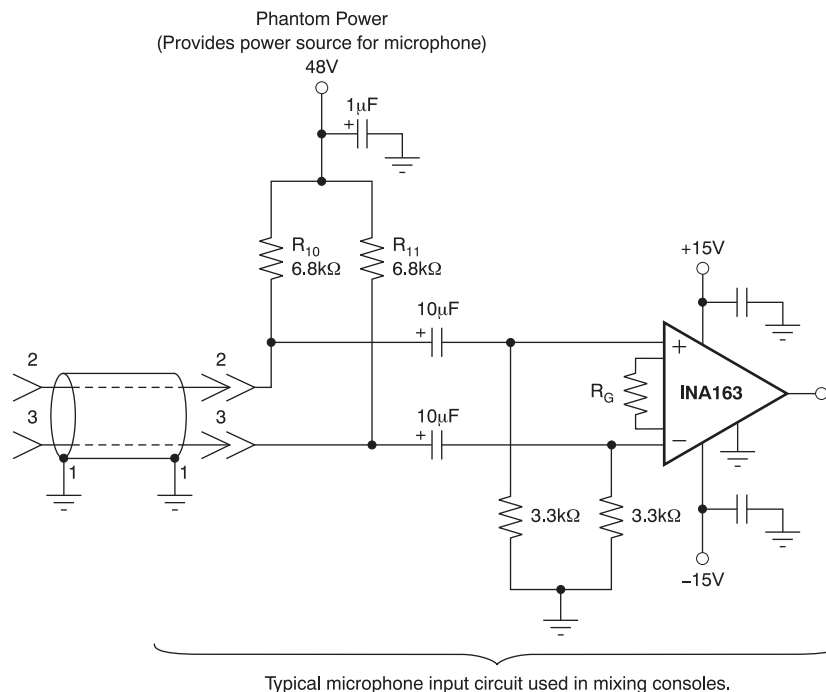 Phantom Power
(Provides power source for microphone)
48V
1μF
+
R10
6.8kΩ
R11
6.8kΩ
+15V
10μF
+
2
2
+
RG
INA163
3
3
10μF
+
−
1
1
3.3kΩ
3.3kΩ
−15V
Typical microphone input circuit used in mixing consoles.